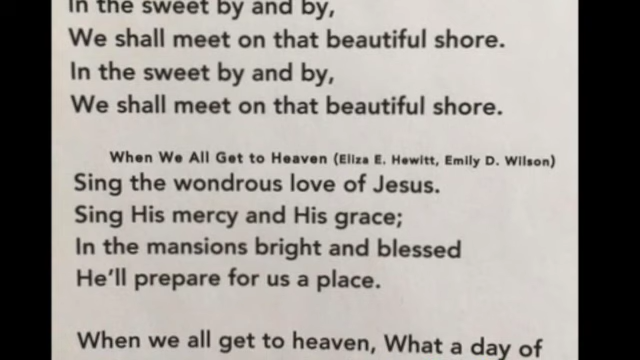 In the sweet by and by,
We shall meet on that beautiful shore.
In the sweet by and by,
We shall meet on that beautiful shore.
When We All Get to Heaven (Eliza E. Hewitt, Emily D. Wilson)
Sing the wondrous love of Jesus.
Sing His mercy and His grace;
In the mansions bright and blessed
He'll prepare for us a place.
When we all get to heaven, What a day of